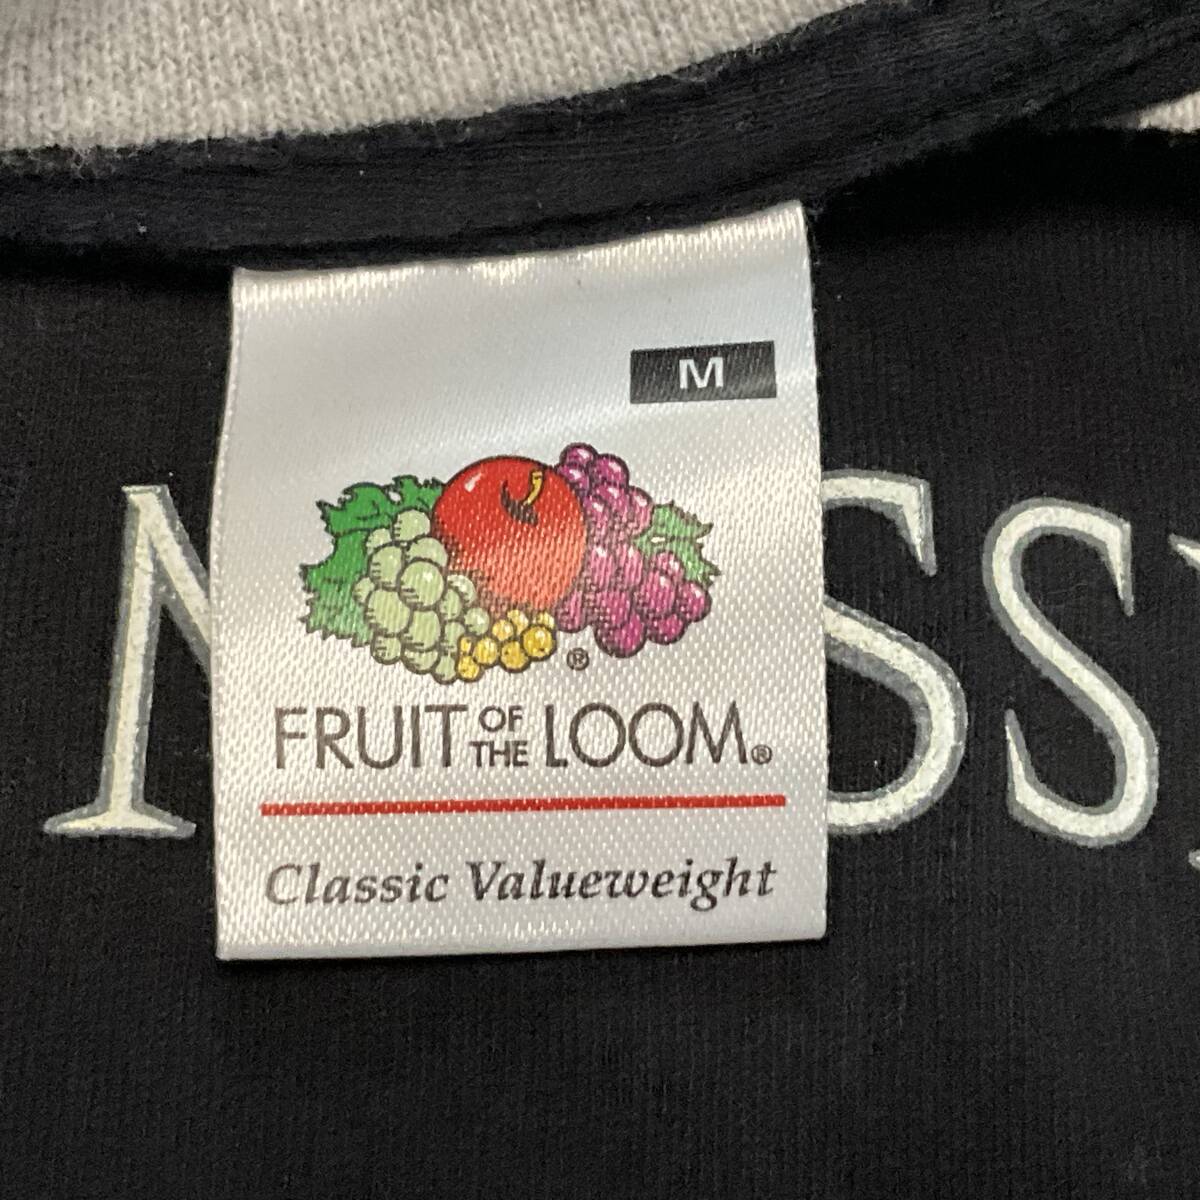 M
®
FRUIT OF THE LOOM®
Classic Valueweight